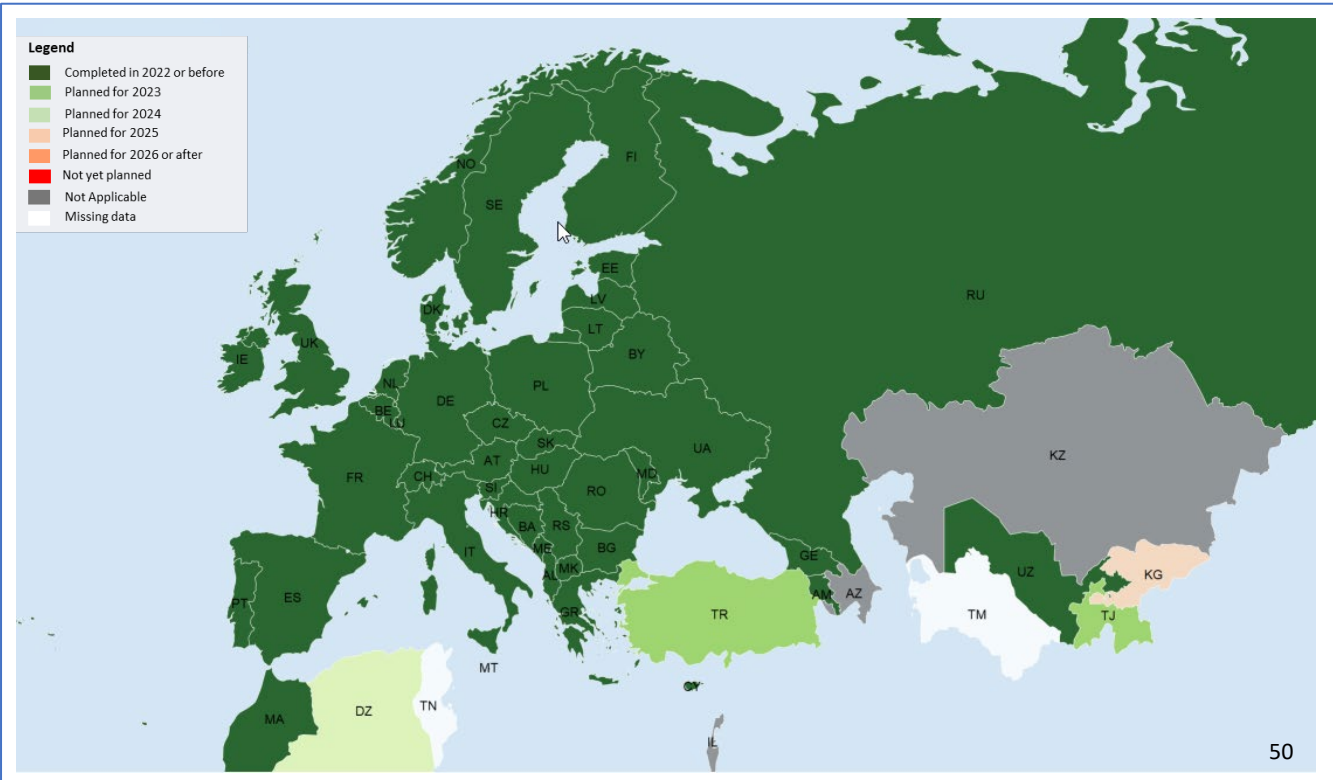 Legend
Completed in 2022 or before
Planned for 2023
Planned for 2024
Planned for 2025
Planned for 2026 or after
Not yet planned
Not Applicable
Missing data
NO
FI
SE
EE
RU
LV
DK
LT
UK
BY
IE
NL
PL
DE
BE
LU
CZ
SK
UA
KZ
AT
HU
MD
FR
CH
SI
RO
HR
BA
RS
IT
ME
BG
GE
MK
UZ
KG
AL
AM
AZ
PT
ES
GR
TR
TM
TJ
MT
CY
TN
DZ
MA
IL
50